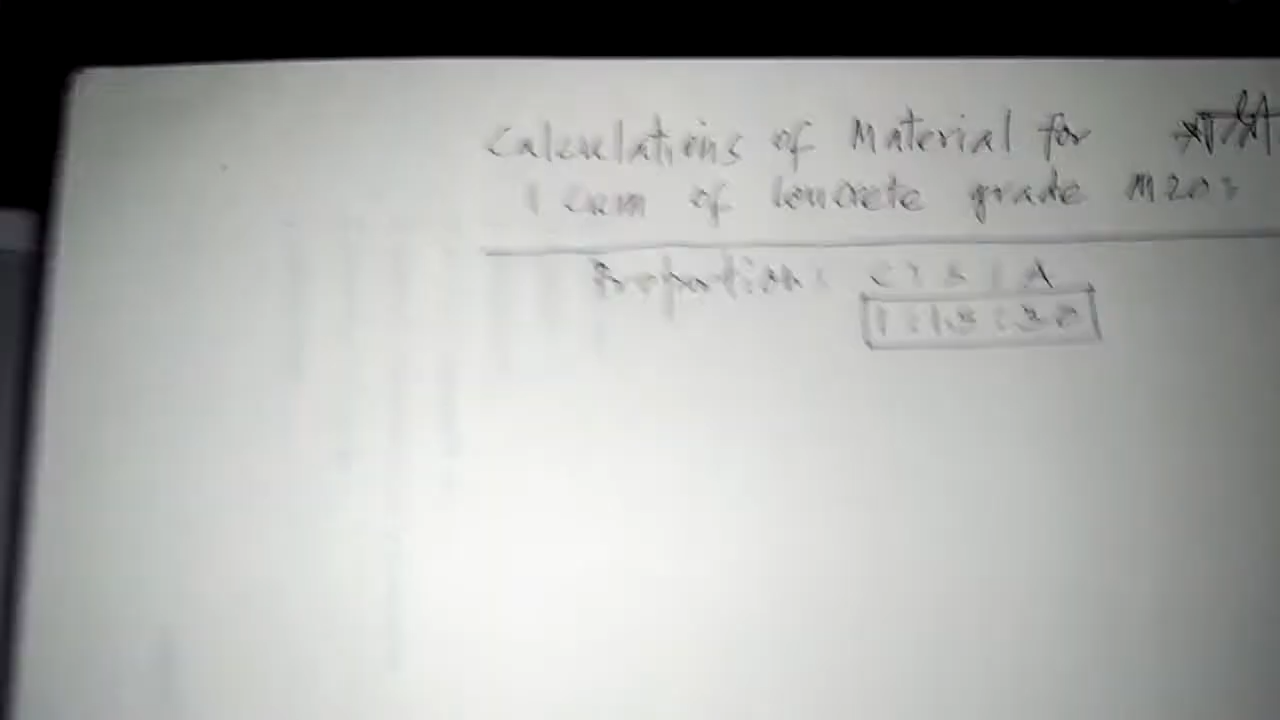 Calculations of Material for
1 cum of Concrete grade M20:
Proportion: C : S : A
1 : 1.5 : 3.0